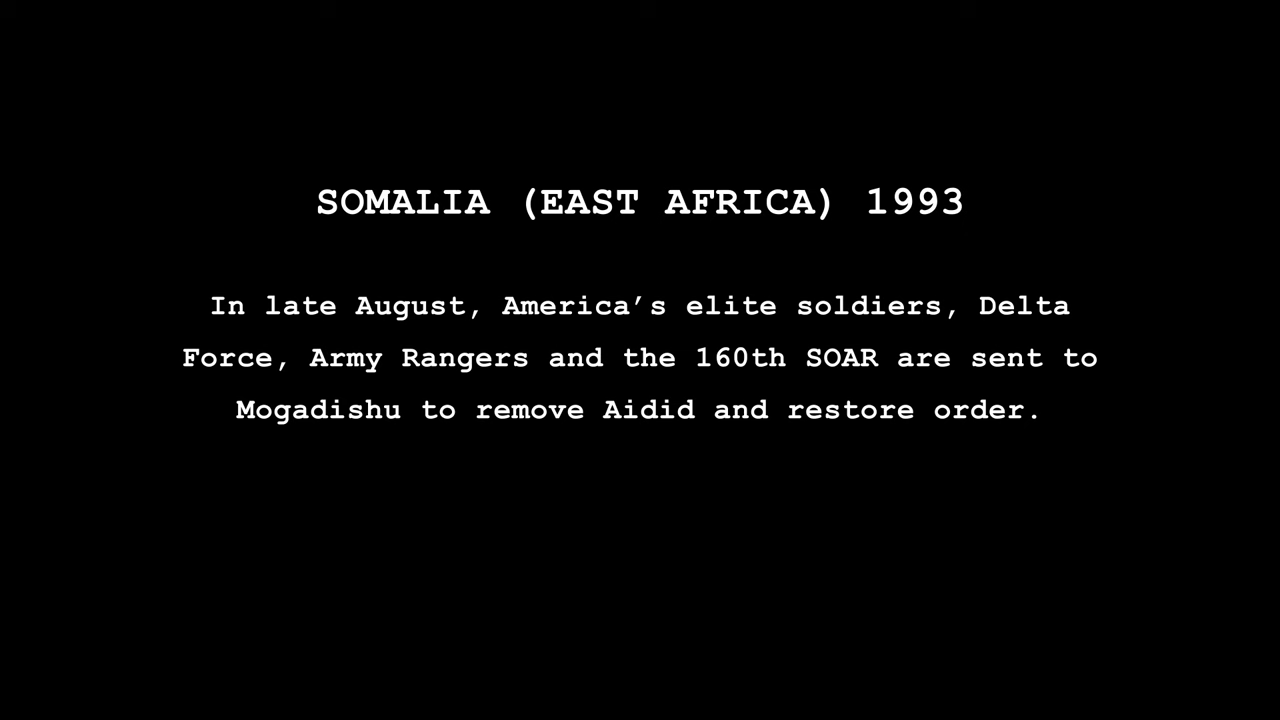 SOMALIA (EAST AFRICA) 1993
In late August, America’s elite soldiers, Delta
Force, Army Rangers and the 160th SOAR are sent to
Mogadishu to remove Aidid and restore order.